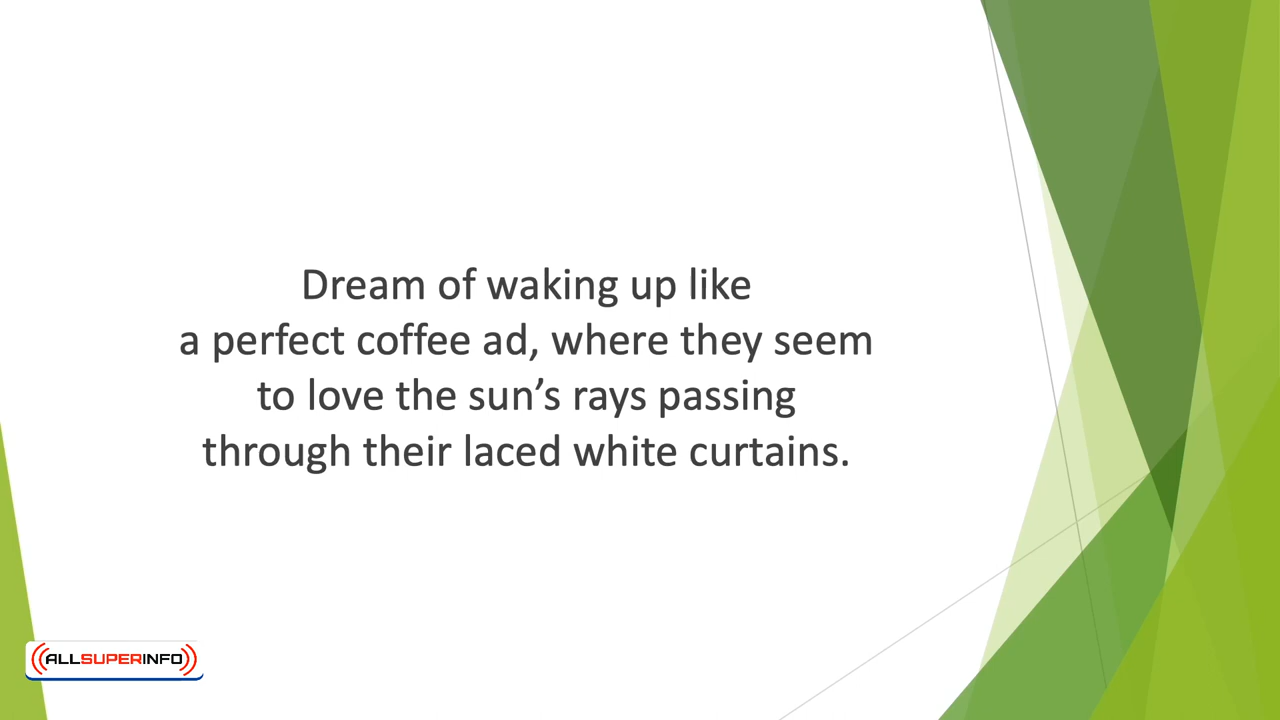 Dream of waking up like
a perfect coffee ad, where they seem
to love the sun’s rays passing
through their laced white curtains.
ALLSUPERINFO